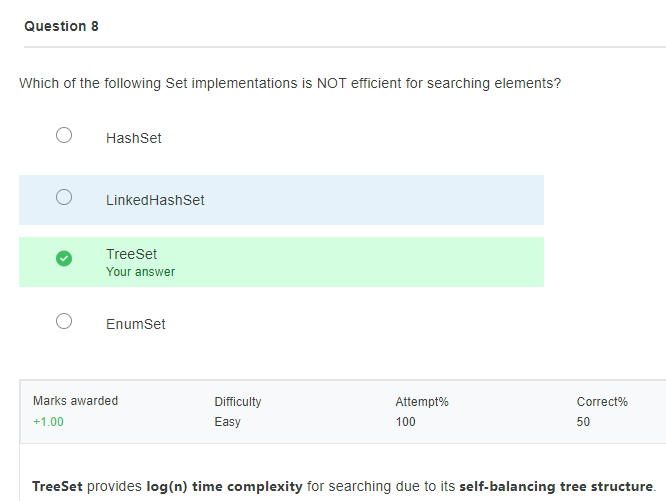 Question 8
Which of the following Set implementations is NOT efficient for searching elements?
HashSet
LinkedHashSet
TreeSet
Your answer
EnumSet
Marks awarded Difficulty Attempt% Correct%
+1.00 Easy 100 50
TreeSet provides log(n) time complexity for searching due to its self-balancing tree structure.